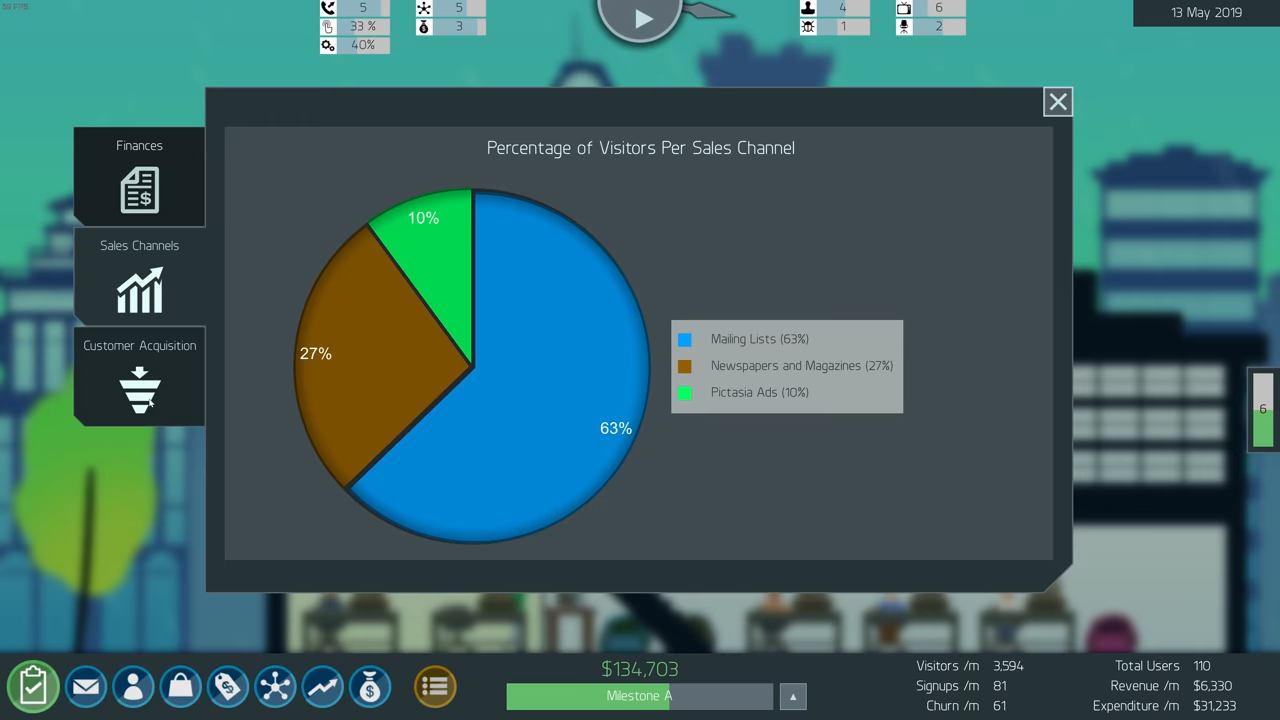 59 FPS
5
5
4
6
13 May 2019
33 %
3
1
2
40%
Finances
Percentage of Visitors Per Sales Channel
10%
Sales Channels
Mailing Lists (63%)
Customer Acquisition
27%
Newspapers and Magazines (27%)
Pictasia Ads (10%)
6
63%
$134,703
Milestone A
Visitors /m 3,594
Total Users 110
Signups /m 81
Revenue /m $6,330
Churn /m 61
Expenditure /m $31,233